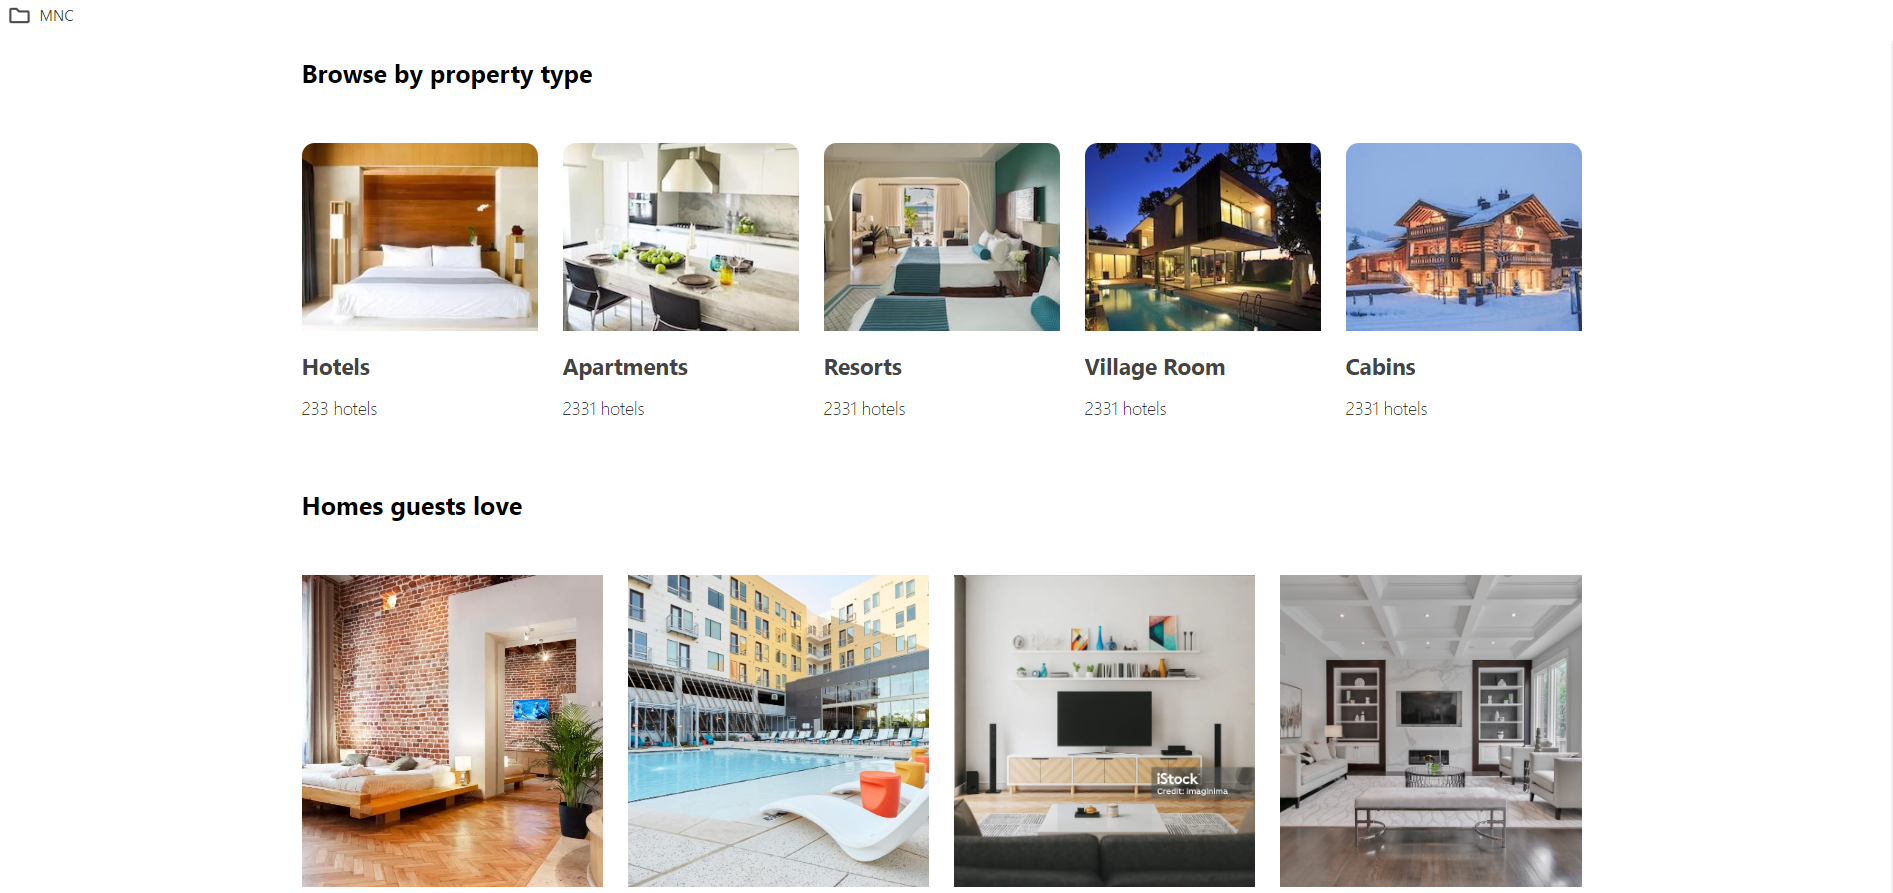 MNC
Browse by property type
Hotels
233 hotels
Apartments
2331 hotels
Resorts
2331 hotels
Village Room
2331 hotels
Cabins
2331 hotels
Homes guests love
iStock
Credit: imaginima